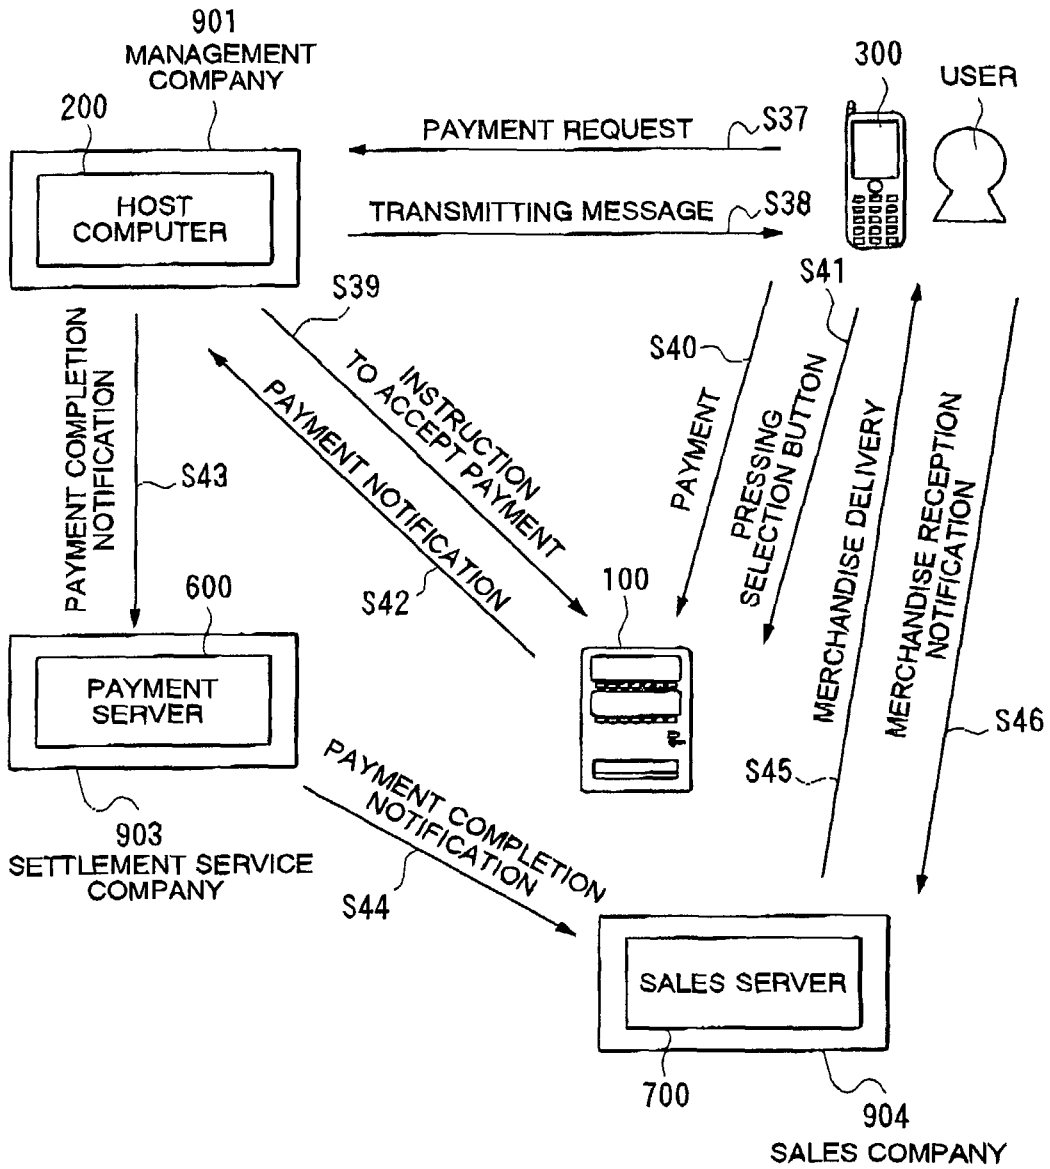 901
MANAGEMENT
COMPANY
200
HOST
COMPUTER
PAYMENT REQUEST
S37
300
USER
TRANSMITTING MESSAGE
S38
S39
S41
S40
PAYMENT COMPLETION
NOTIFICATION
S43
INSTRUCTION
TO ACCEPT PAYMENT
PAYMENT NOTIFICATION
S42
PAYMENT
PRESSING
SELECTION BUTTON
MERCHANDISE DELIVERY
MERCHANDISE RECEPTION
NOTIFICATION
100
600
PAYMENT
SERVER
903
SETTLEMENT SERVICE
COMPANY
PAYMENT COMPLETION
NOTIFICATION
S44
S45
S46
SALES SERVER
700
904
SALES COMPANY